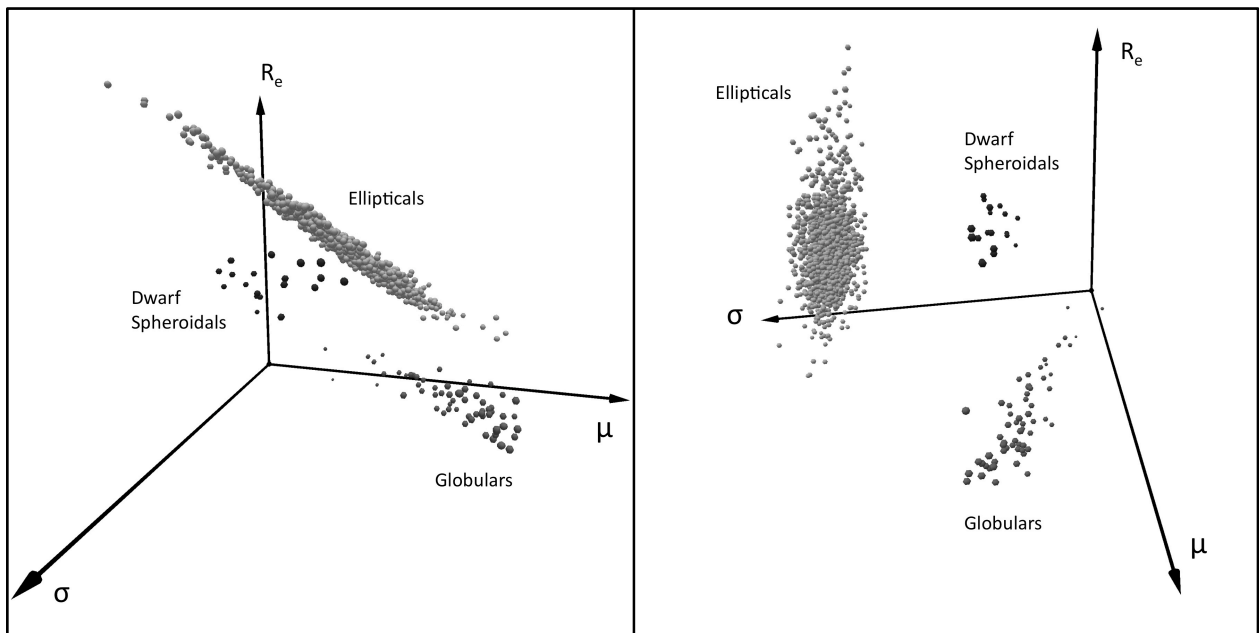 R_e
Ellipticals
Dwarf
Spheroidals
μ
Globulars
σ
R_e
Ellipticals
Dwarf
Spheroidals
σ
Globulars
μ